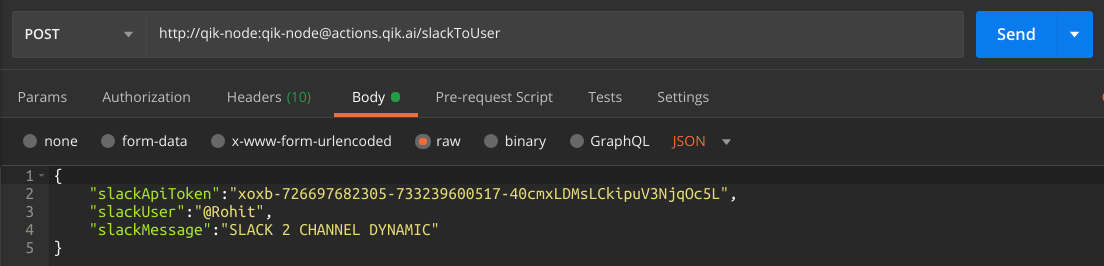 POST http://qik-node:qik-node@actions.qik.ai/slackToUser Send
Params Authorization Headers (10) Body Pre-request Script Tests Settings
none form-data x-www-form-urlencoded raw binary GraphQL JSON
1 {
2 "slackApiToken":"xoxb-726697682305-733239600517-40cmxLDMsLCkipuV3NjqOc5L",
3 "slackUser":"@Rohit",
4 "slackMessage":"SLACK 2 CHANNEL DYNAMIC"
5 }